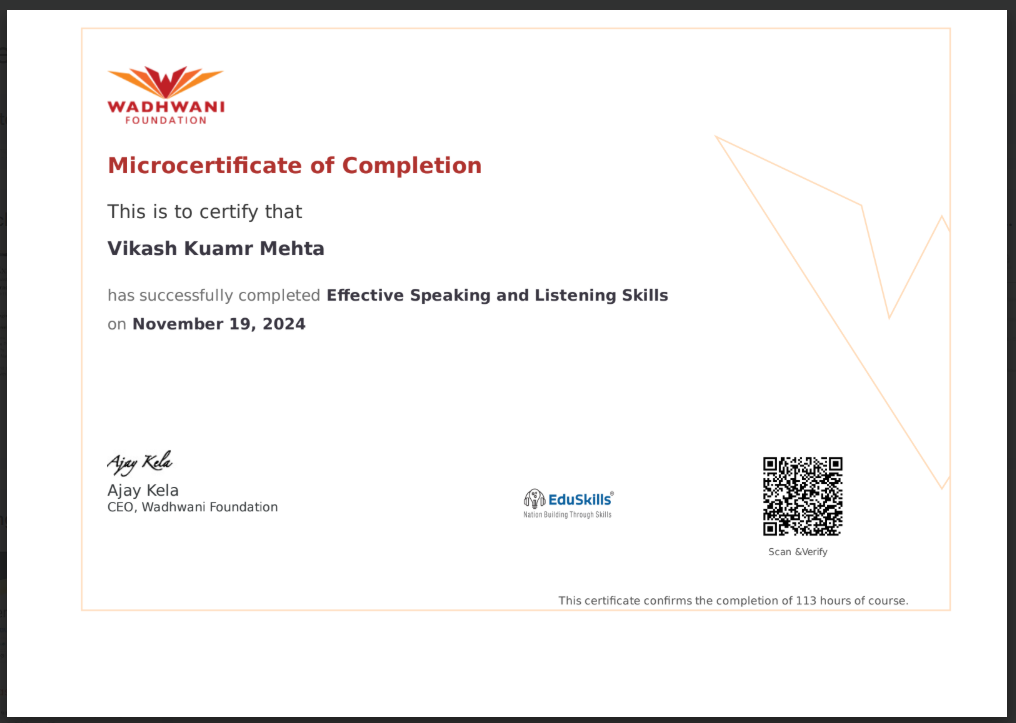 WADHWANI
FOUNDATION
Microcertificate of Completion
This is to certify that
Vikash Kuamr Mehta
has successfully completed Effective Speaking and Listening Skills
on November 19, 2024
Ajay Kela
Ajay Kela
CEO, Wadhwani Foundation
EduSkills®
Nation Building Through Skills
Scan &Verify
This certificate confirms the completion of 113 hours of course.